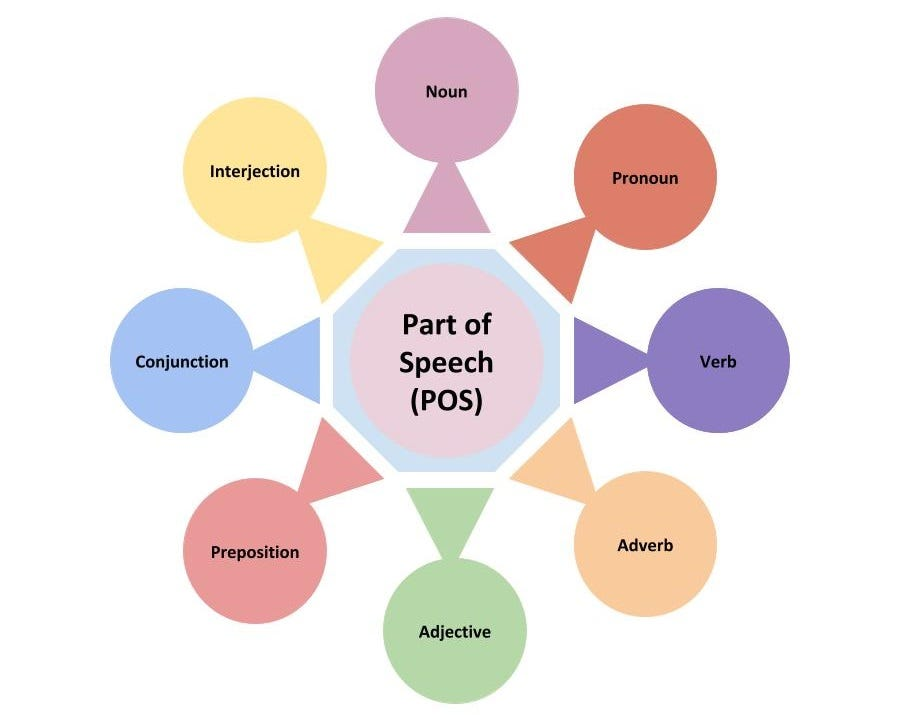 Noun
Interjection
Pronoun
Part of
Speech
(POS)
Conjunction
Verb
Preposition
Adverb
Adjective